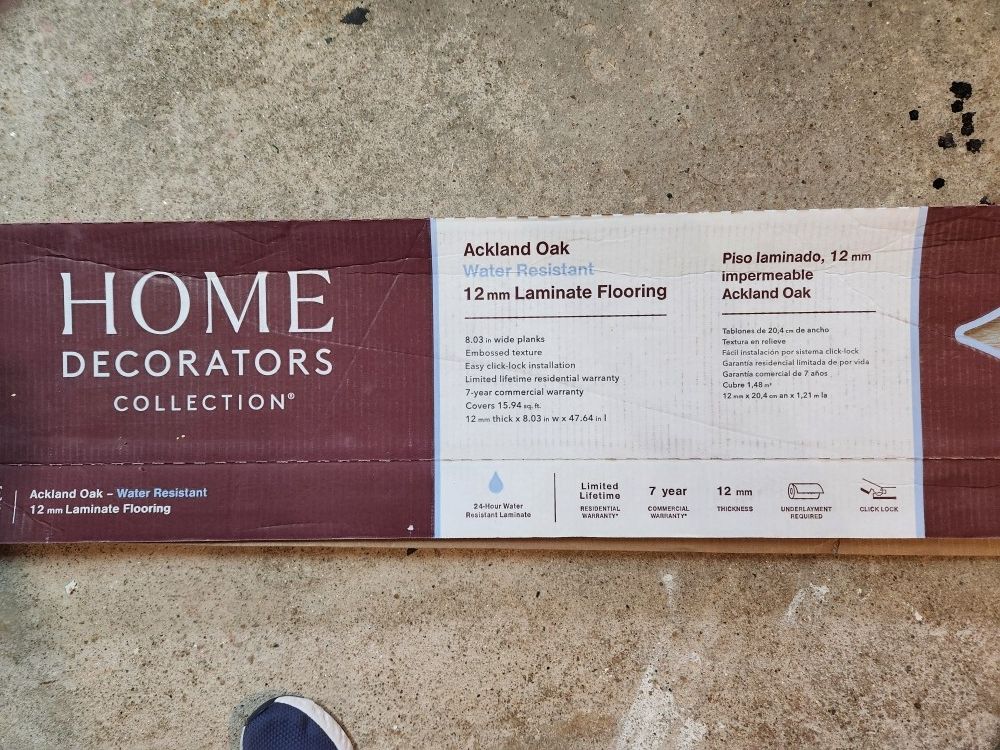 HOME
DECORATORS
COLLECTION®
Ackland Oak – Water Resistant
12 mm Laminate Flooring
Ackland Oak
Water Resistant
12 mm Laminate Flooring
8.03 in wide planks
Embossed texture
Easy click-lock installation
Limited lifetime residential warranty
7-year commercial warranty
Covers 15.94 sq. ft.
12 mm thick x 8.03 in w x 47.64 in l
Piso laminado, 12 mm
impermeable
Ackland Oak
Tablones de 20,4 cm de ancho
Textura en relieve
Fácil instalación por sistema click-lock
Garantía residencial limitada de por vida
Garantía comercial de 7 años
Cubre 1,48 m²
12 mm x 20,4 cm an x 1,21 m la
24-Hour Water
Resistant Laminate
Limited
Lifetime
RESIDENTIAL
WARRANTY*
7 year
COMMERCIAL
WARRANTY*
12 mm
THICKNESS
UNDERLAYMENT
REQUIRED
CLICK LOCK